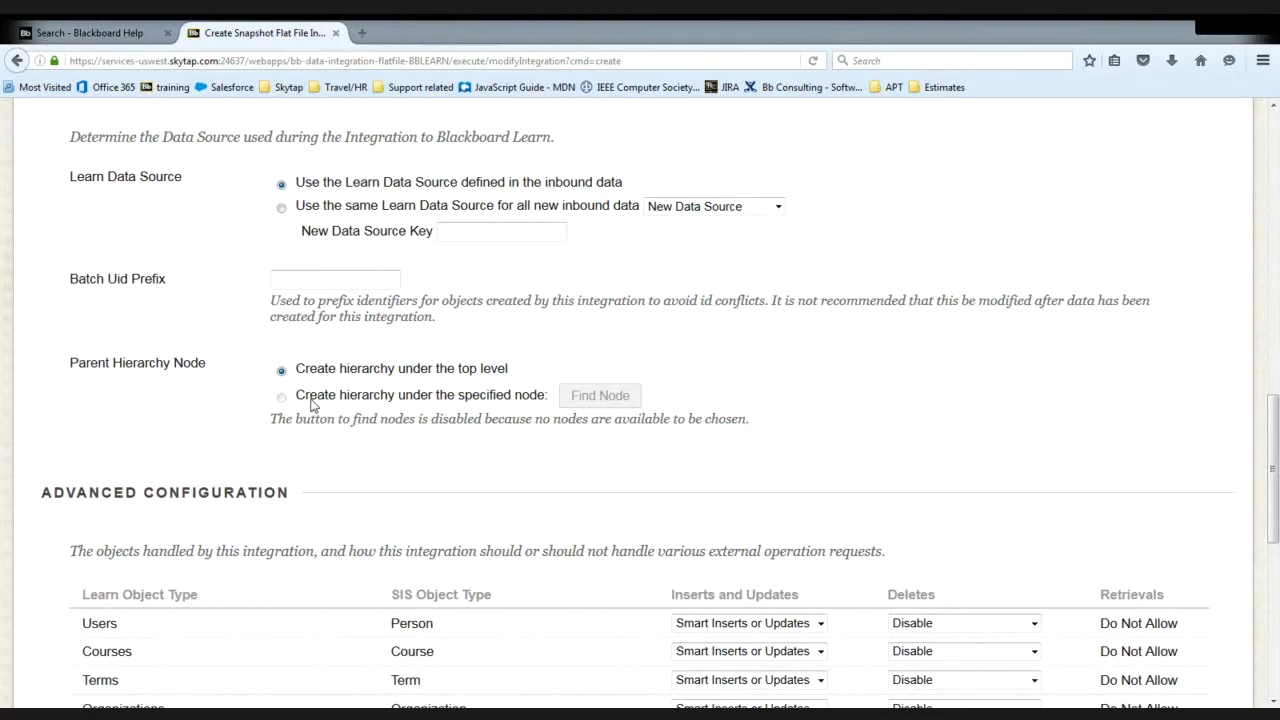 Search - Blackboard Help
Create Snapshot Flat File In...
https://services-uswest.skytap.com:24637/webapps/bb-data-integration-flatfile-BBLEARN/execute/modifyIntegration?cmd=create
Search
Most Visited Office 365 training Salesforce Skytap Travel/HR Support related JavaScript Guide - MDN IEEE Computer Society... JIRA Bb Consulting - Softw... APT Estimates
Determine the Data Source used during the Integration to Blackboard Learn.
Learn Data Source
Use the Learn Data Source defined in the inbound data
Use the same Learn Data Source for all new inbound data New Data Source
New Data Source Key
Batch Uid Prefix
Used to prefix identifiers for objects created by this integration to avoid id conflicts. It is not recommended that this be modified after data has been
created for this integration.
Parent Hierarchy Node
Create hierarchy under the top level
Create hierarchy under the specified node: Find Node
The button to find nodes is disabled because no nodes are available to be chosen.
ADVANCED CONFIGURATION
The objects handled by this integration, and how this integration should or should not handle various external operation requests.
Learn Object Type SIS Object Type Inserts and Updates Deletes Retrievals
Users Person Smart Inserts or Updates Disable Do Not Allow
Courses Course Smart Inserts or Updates Disable Do Not Allow
Terms Term Smart Inserts or Updates Disable Do Not Allow
Organizations Organization Smart Inserts or Updates Disable Do Not Allow